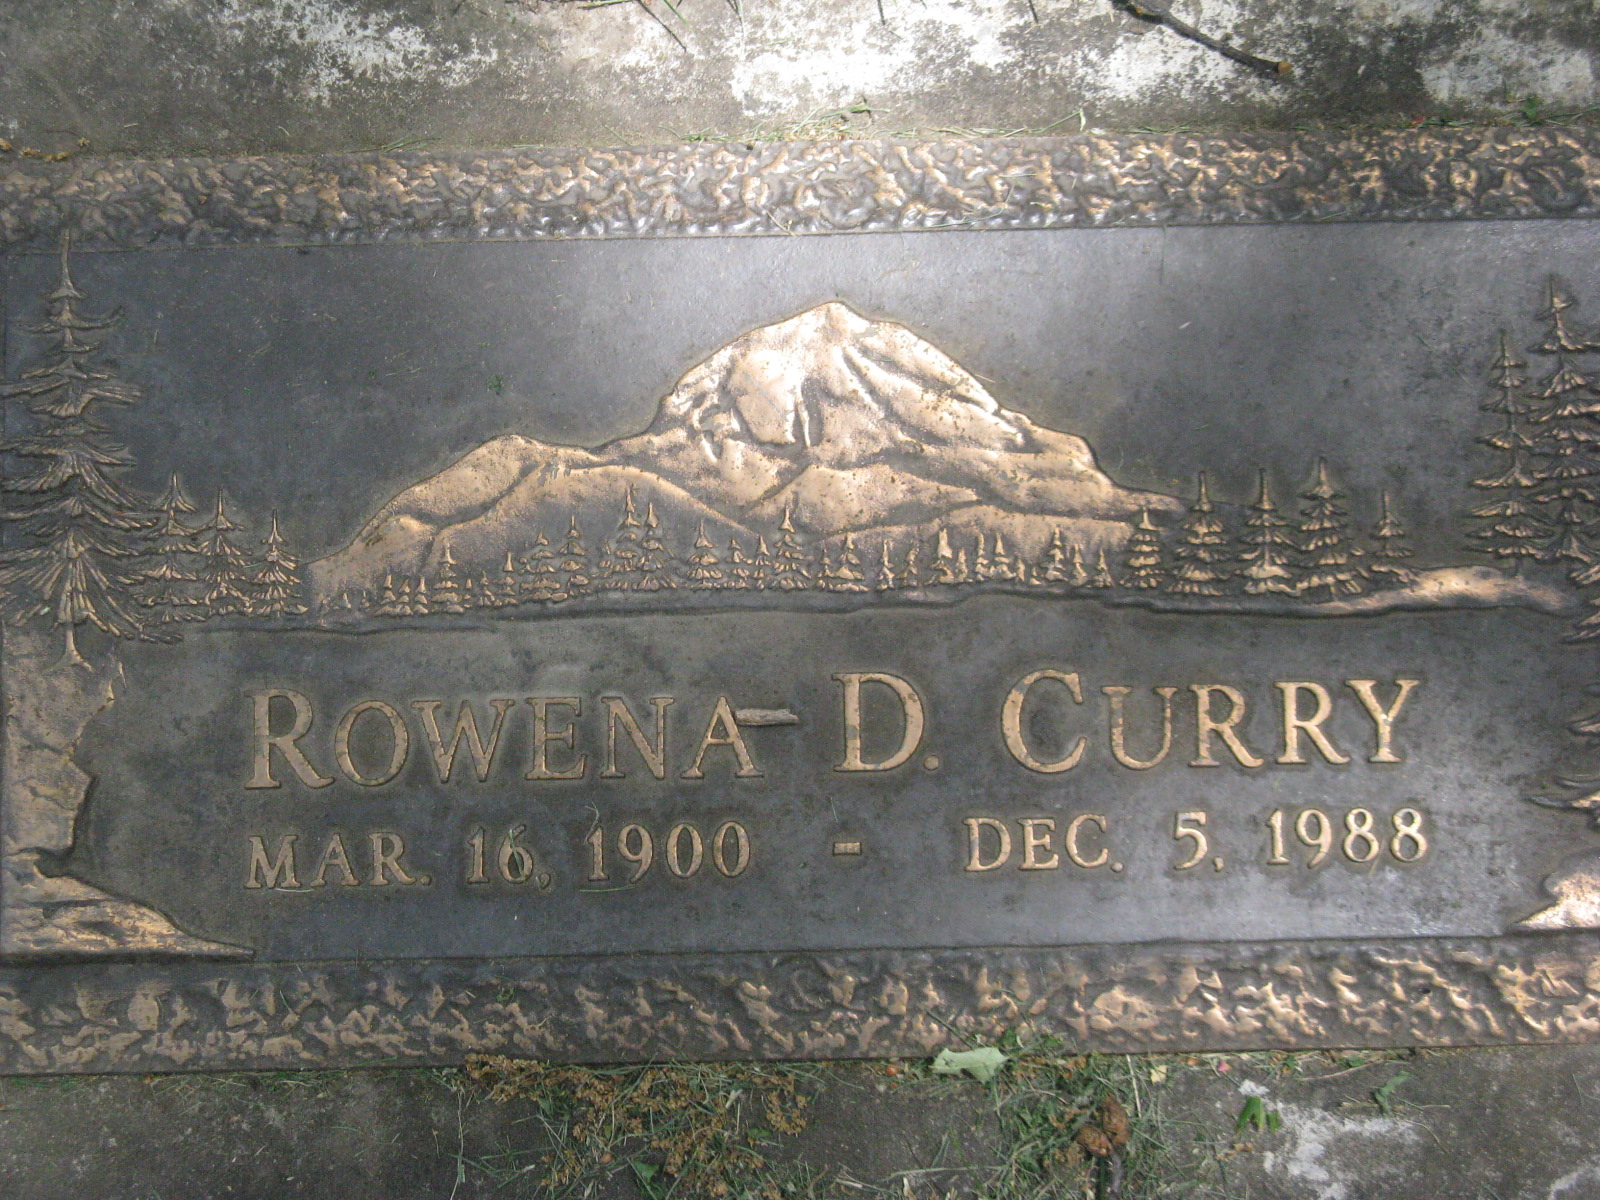 ROWENA D. CURRY
MAR. 16, 1900 - DEC. 5, 1988